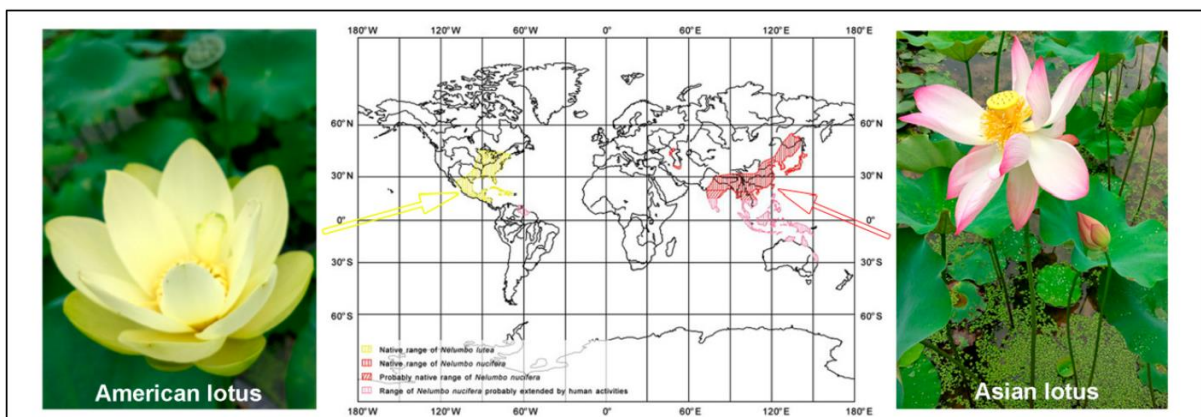 180°W 120°W 60°W 0° 60°E 120°E 180°E
60°N 60°N
30°N 30°N
0° 0°
30°S 30°S
60°S 60°S
Native range of Nelumbo lutea
Native range of Nelumbo nucifera
Probably native range of Nelumbo nucifera
Range of Nelumbo nucifera probably extended by human activities
180°W 120°W 60°W 0° 60°E 120°E 180°E
American lotus
Asian lotus